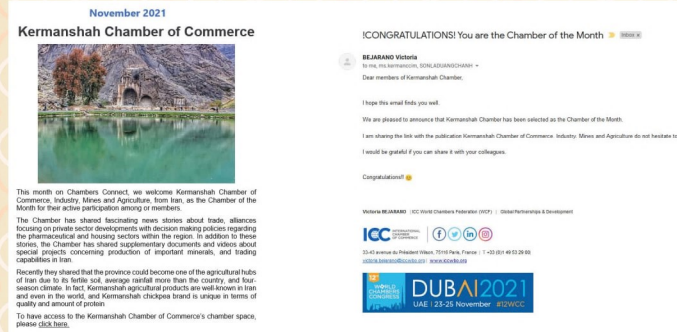 November 2021
Kermanshah Chamber of Commerce
This month on Chambers Connect, we welcome Kermanshah Chamber of
Commerce, Industry, Mines and Agriculture, from Iran, as the Chamber of
Month for their active participation among or members.
The Chamber has shared fascinating news stories about trade, alliances
focusing on private sector developments with decision making policies regarding
the pharmaceutical and housing sectors within the region. In addition to these
stories, the Chamber has shared supplementary documents and videos about
special projects concerning production of important minerals, and trading
capabilities in Iran.
Recently they shared that the province could become one of the agricultural hubs
of Iran due to its fertile soil, average rainfall more than the country, and four-
season climate. In fact, Kermanshah agricultural products are well-known in Iran
and even in the world, and Kermanshah chickpea brand is unique in terms of
quality and amount of protein
To have access to the Kermanshah Chamber of Commerce's chamber space,
please click here.
!CONGRATULATIONS! You are the Chamber of the Month
Inbox x
BEJARANO Victoria
to me, ms.kermanccim, SONLADUANGCHANH
Dear members of Kermanshah Chamber,
I hope this email finds you well.
We are pleased to announce that Kermanshah Chamber has been selected as the Chamber of the Month.
I am sharing the link with the publication Kermanshah Chamber of Commerce, Industry, Mines and Agriculture do not hesitate to
I would be grateful if you can share it with your colleagues.
Congratulations!!
Victoria BEJARANO | ICC World Chambers Federation (WCF) | Global Partnerships & Development
ICC INTERNATIONAL CHAMBER OF COMMERCE
33-43 avenue du Président Wilson, 75116 Paris, France | T +33 (0)1 49 53 29 88
victoria.bejarano@iccwbo.org | www.iccwbo.org
12th
WORLD
CHAMBERS
CONGRESS
DUBAI 2021
UAE | 23-25 November #12WCC